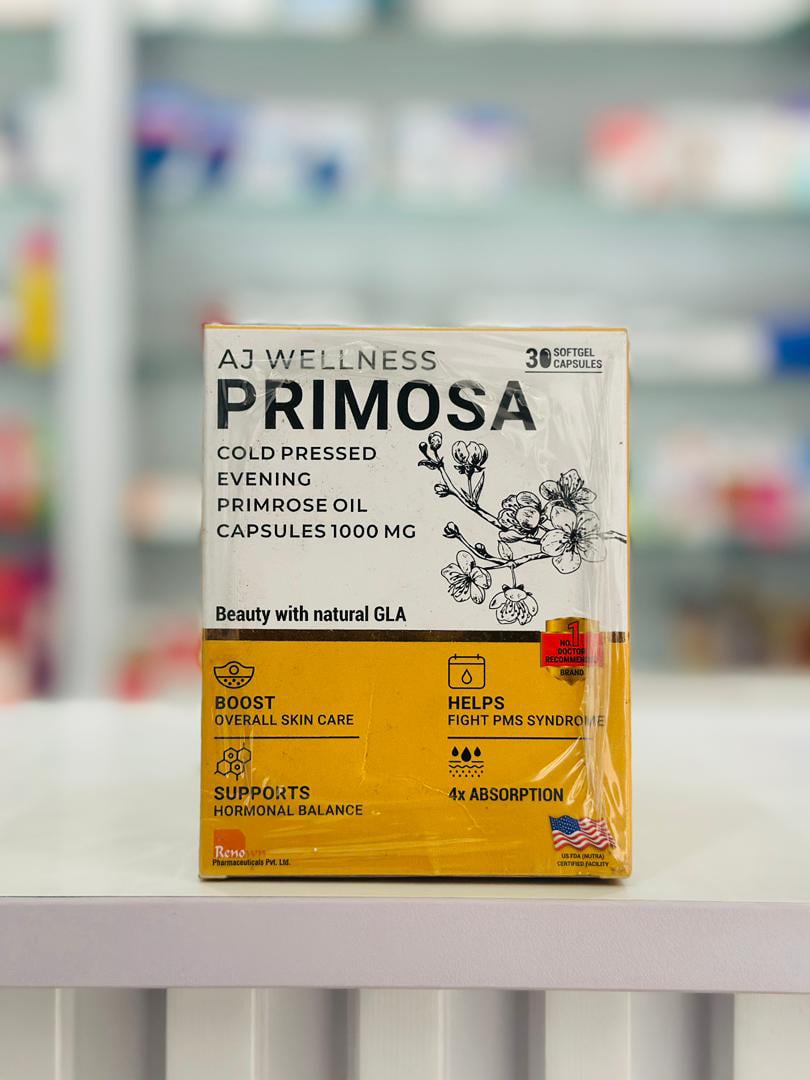 AJ WELLNESS
30 SOFTGEL
CAPSULES
PRIMOSA
COLD PRESSED
EVENING
PRIMROSE OIL
CAPSULES 1000 MG
Beauty with natural GLA
NO. 1
DOCTOR
RECOMMENDED
BRAND
BOOST
OVERALL SKIN CARE
HELPS
FIGHT PMS SYNDROME
SUPPORTS
HORMONAL BALANCE
4x ABSORPTION
Renown
Pharmaceuticals Pvt. Ltd.
US FDA (NUTRA)
CERTIFIED FACILITY